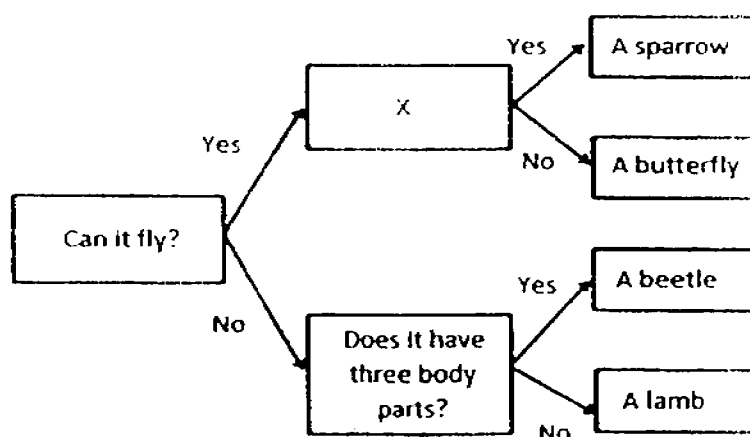 Yes
A sparrow
X
Yes
No
A butterfly
Can it fly?
Yes
A beetle
No
Does it have
three body
parts?
A lamb
No